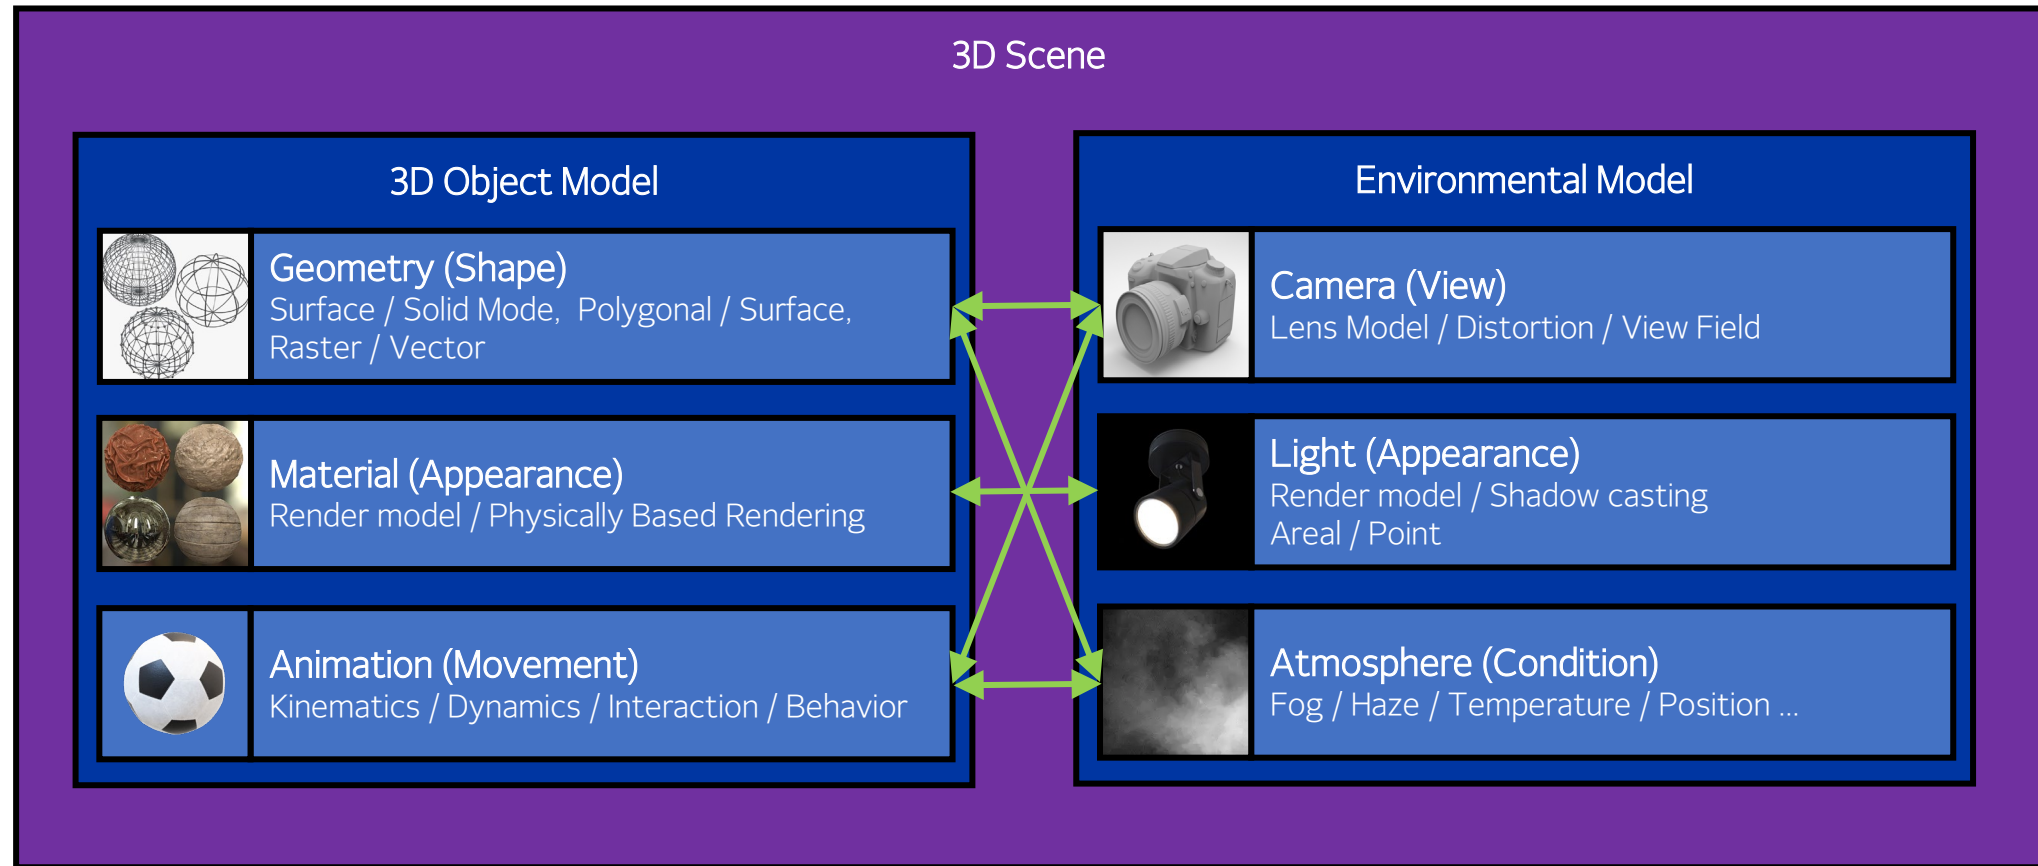 3D Scene
3D Object Model
Geometry (Shape)
Surface / Solid Mode,  Polygonal / Surface,
Raster / Vector
Material (Appearance)
Render model / Physically Based Rendering
Animation (Movement)
Kinematics / Dynamics / Interaction / Behavior
Environmental Model
Camera (View)
Lens Model / Distortion / View Field
Light (Appearance)
Render model / Shadow casting
Areal / Point
Atmosphere (Condition)
Fog / Haze / Temperature / Position ...